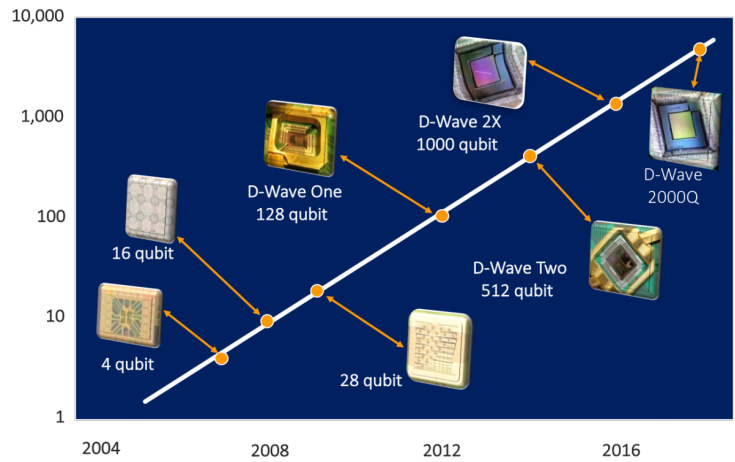 10,000
1,000
100
10
1
D-Wave 2X
1000 qubit
D-Wave
2000Q
D-Wave One
128 qubit
16 qubit
D-Wave Two
512 qubit
4 qubit
28 qubit
2004
2008
2012
2016